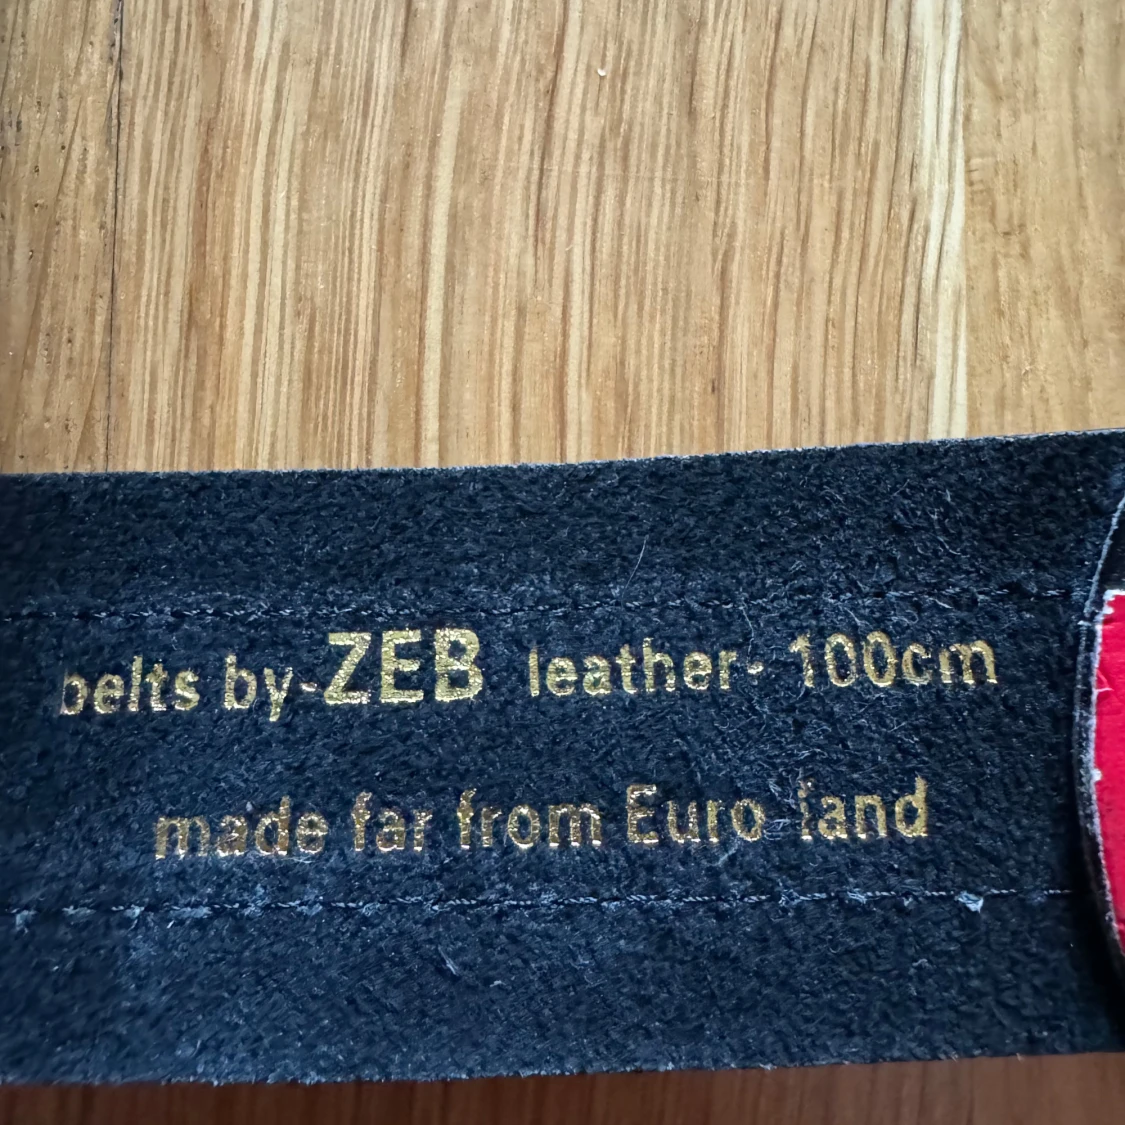 belts by-ZEB leather- 100cm
made far from Euro land